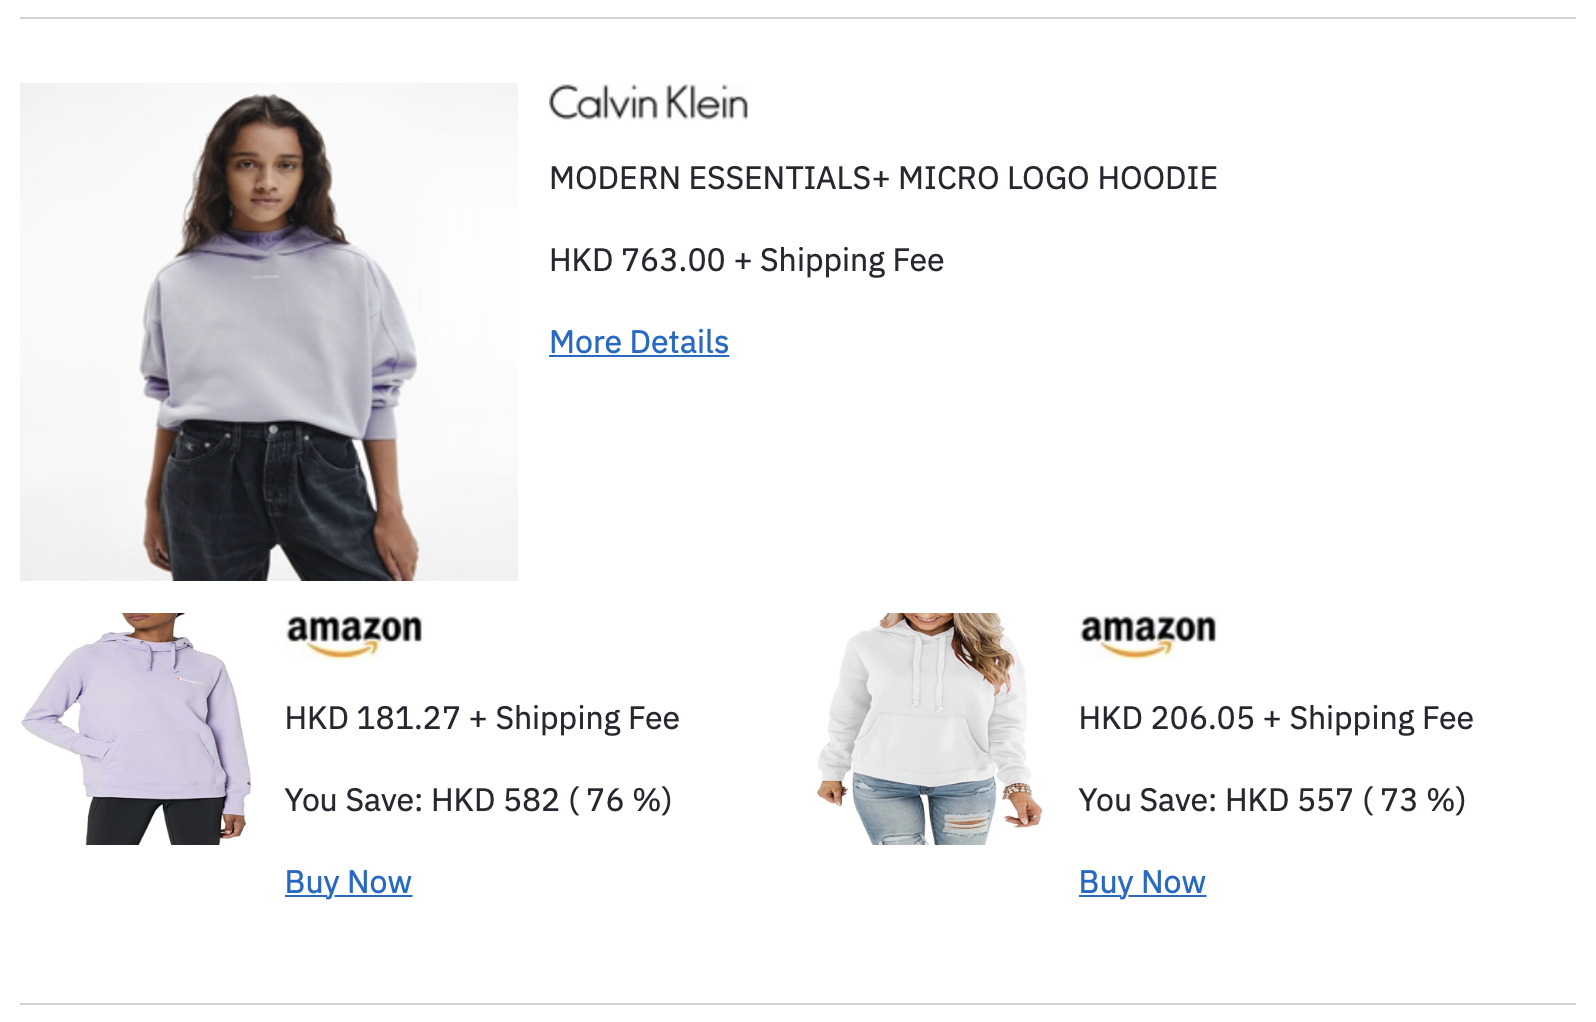 Calvin Klein
MODERN ESSENTIALS+ MICRO LOGO HOODIE
HKD 763.00 + Shipping Fee
More Details
amazon
HKD 181.27 + Shipping Fee
You Save: HKD 582 ( 76 %)
Buy Now
amazon
HKD 206.05 + Shipping Fee
You Save: HKD 557 ( 73 %)
Buy Now